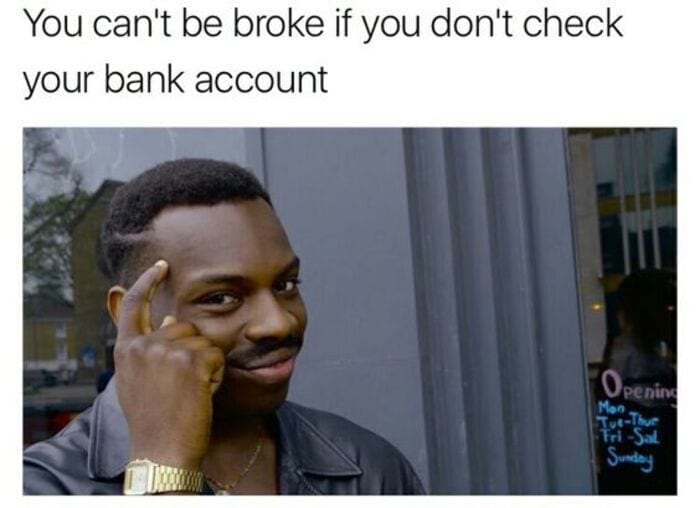 You can't be broke if you don't check
your bank account
Opening
Mon
Tue-Thur
Fri-Sat
Sunday